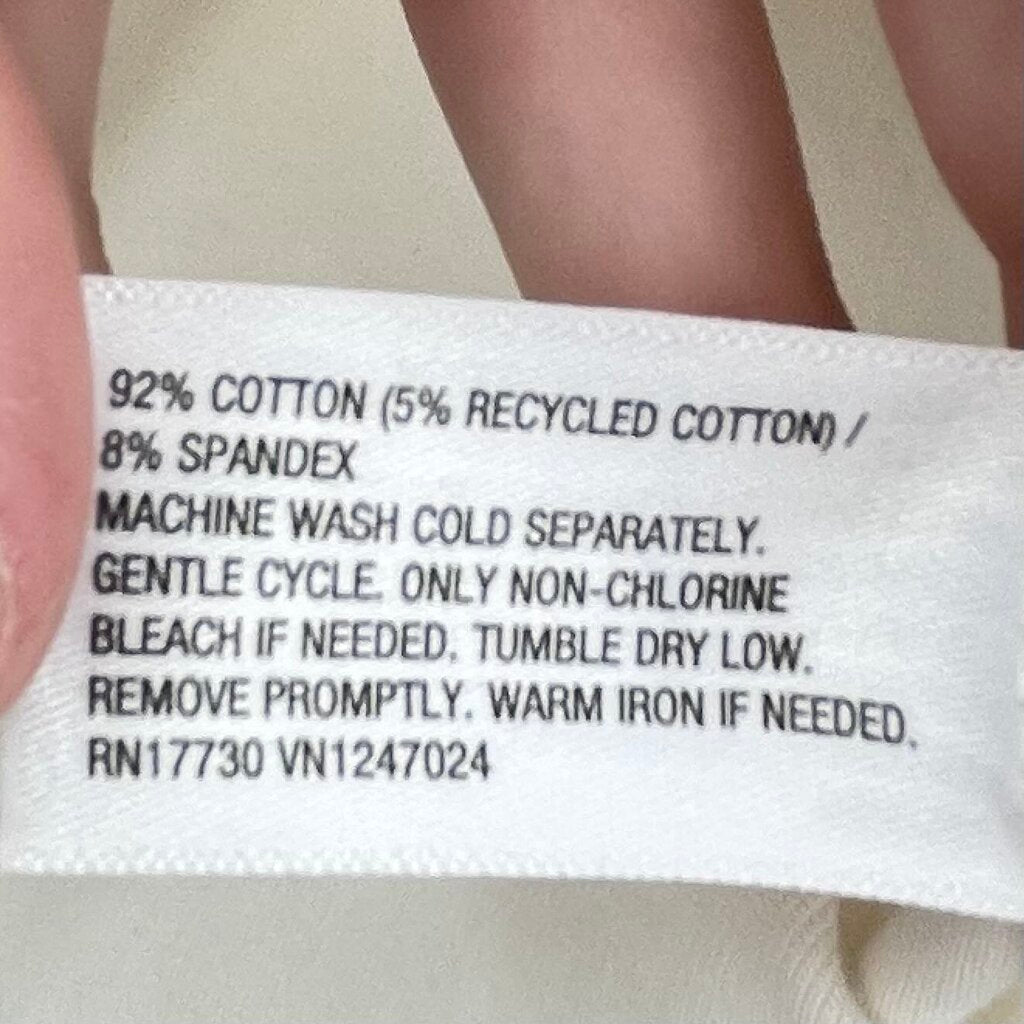 92% COTTON (5% RECYCLED COTTON) /
8% SPANDEX
MACHINE WASH COLD SEPARATELY.
GENTLE CYCLE. ONLY NON-CHLORINE
BLEACH IF NEEDED. TUMBLE DRY LOW.
REMOVE PROMPTLY. WARM IRON IF NEEDED.
RN17730 VN1247024